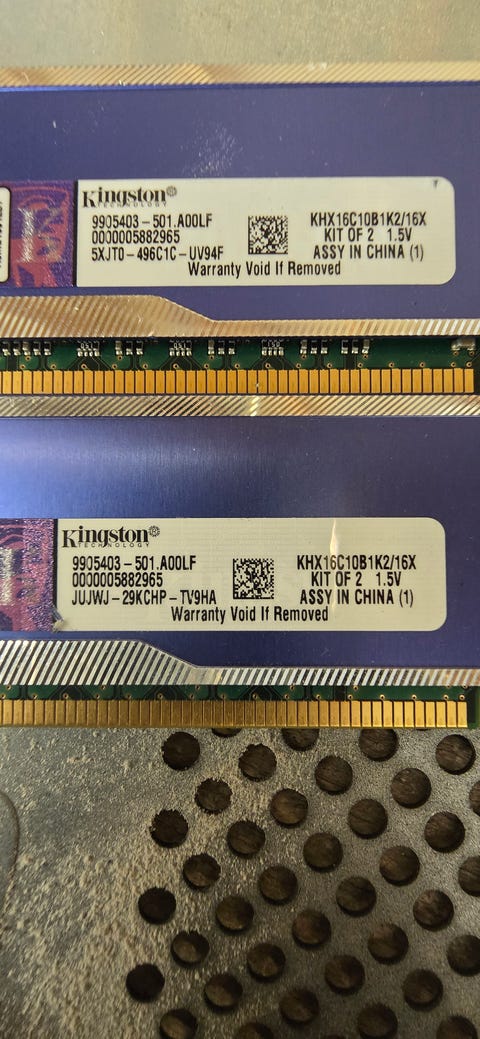 Kingston®
TECHNOLOGY
9905403-501.A00LF
0000005882965
5XJT0-496C1C-UV94F
KHX16C10B1K2/16X
KIT OF 2 1.5V
ASSY IN CHINA (1)
Warranty Void If Removed
Kingston®
TECHNOLOGY
9905403-501.A00LF
0000005882965
JUJWJ-29KCHP-TV9HA
KHX16C10B1K2/16X
KIT OF 2 1.5V
ASSY IN CHINA (1)
Warranty Void If Removed